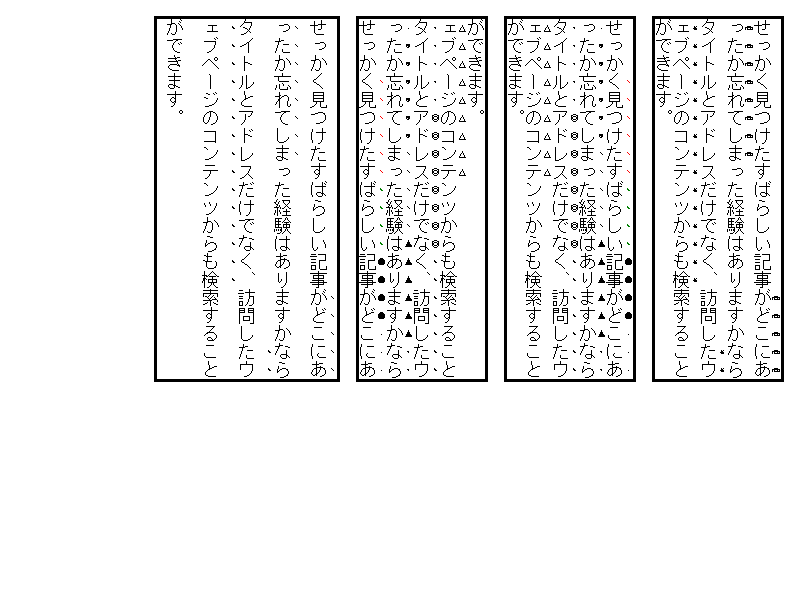 せっかく見つけたすばらしい記事がどこにあ
ったか忘れてしまった経験はありますかなら
タイトルとアドレスだけでなく、訪問したウ
ェブページのコンテンツからも検索すること
ができます。
せっかく見つけたすばらしい記事がどこにあ
ったか忘れてしまった経験はありますかなら
タイトルとアドレスだけでなく、訪問したウ
ェブページのコンテンツからも検索すること
ができます。
せっかく見つけたすばらしい記事がどこにあ
ったか忘れてしまった経験はありますかなら
タイトルとアドレスだけでなく、訪問したウ
ェブページのコンテンツからも検索すること
ができます。
せっかく見つけたすばらしい記事がどこにあ
ったか忘れてしまった経験はありますかなら
タイトルとアドレスだけでなく、訪問したウ
ェブページのコンテンツからも検索すること
ができます。